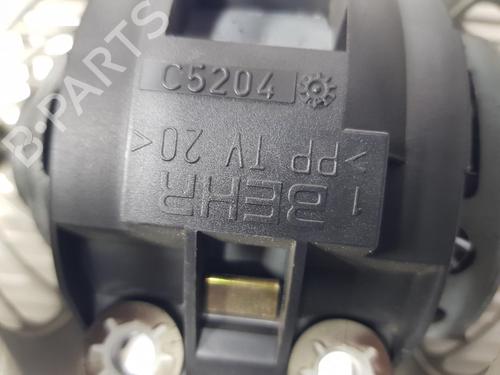 C5204
>PP TV 20<
1 BEHR
B-PARTS